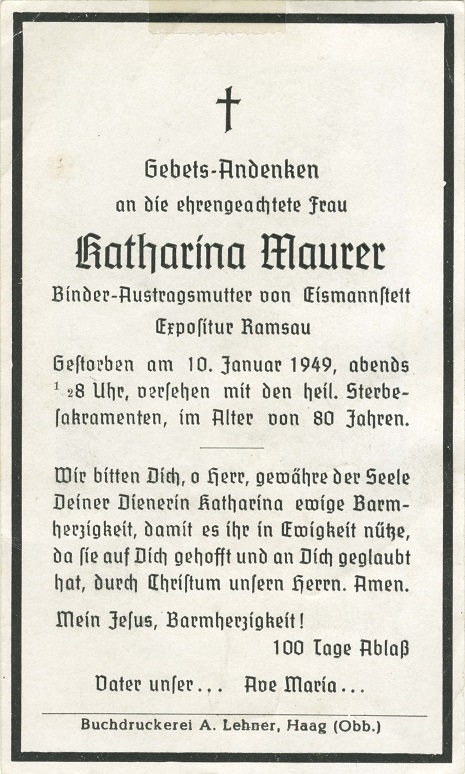 Gebets-Andenken
an die ehrengeachtete Frau
Katharina Maurer
Binder-Austragsmutter von Eismannstett
Expositur Ramsau
Gestorben am 10. Januar 1949, abends
½8 Uhr, versehen mit den heil. Sterbe-
sakramenten, im Alter von 80 Jahren.
Wir bitten Dich, o Herr, gewähre der Seele
Deiner Dienerin Katharina ewige Barm-
herzigkeit, damit es ihr in Ewigkeit nütze,
da sie auf Dich gehofft und an Dich geglaubt
hat, durch Christum unsern Herrn. Amen.
Mein Jesus, Barmherzigkeit!
100 Tage Ablaß
Vater unser... Ave Maria...
Buchdruckerei A. Lehner, Haag (Obb.)